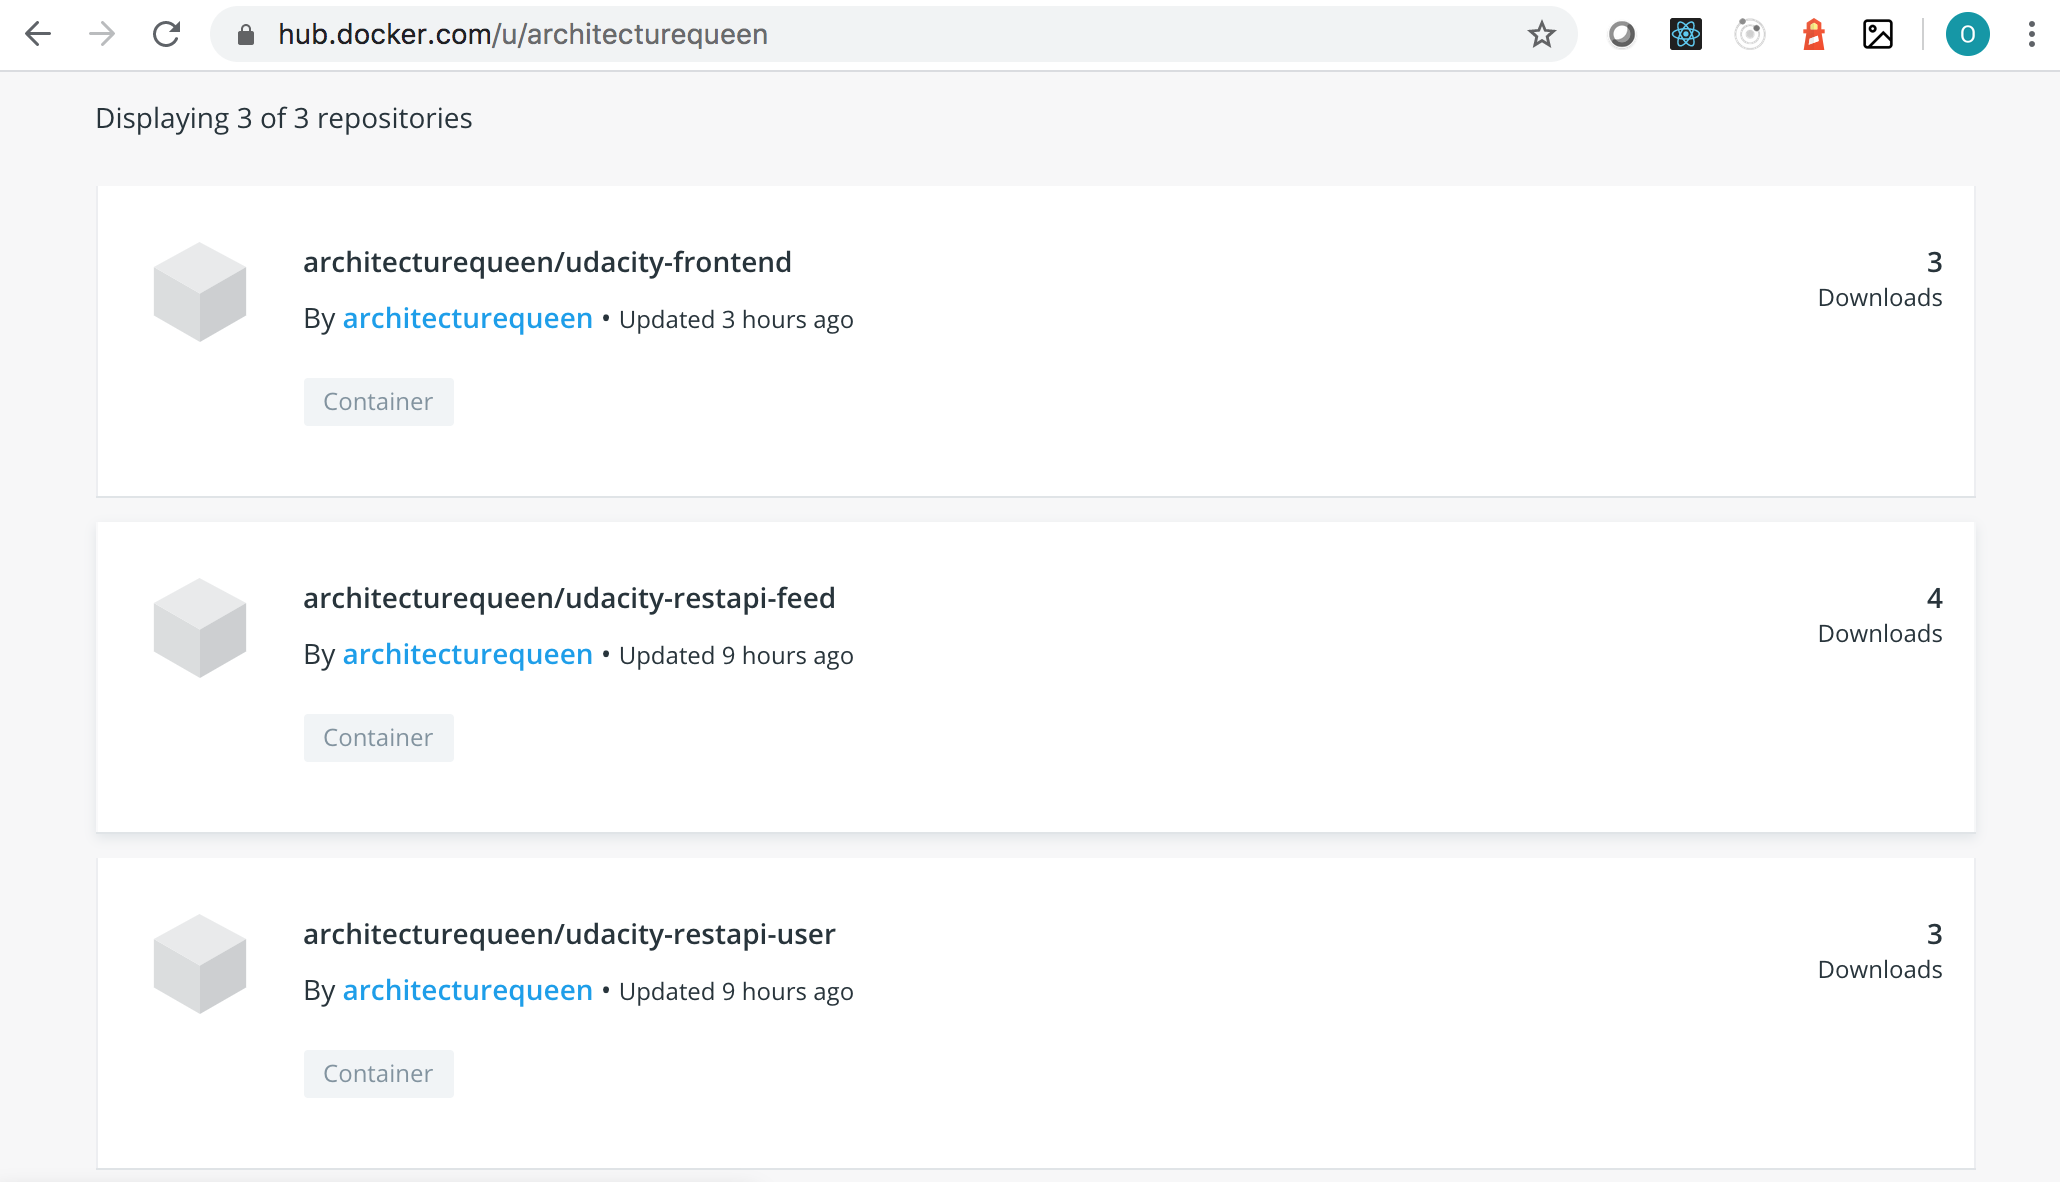 hub.docker.com/u/architecturequeen
O
Displaying 3 of 3 repositories
architecturequeen/udacity-frontend
3
By architecturequeen • Updated 3 hours ago
Downloads
Container
architecturequeen/udacity-restapi-feed
4
By architecturequeen • Updated 9 hours ago
Downloads
Container
architecturequeen/udacity-restapi-user
3
By architecturequeen • Updated 9 hours ago
Downloads
Container